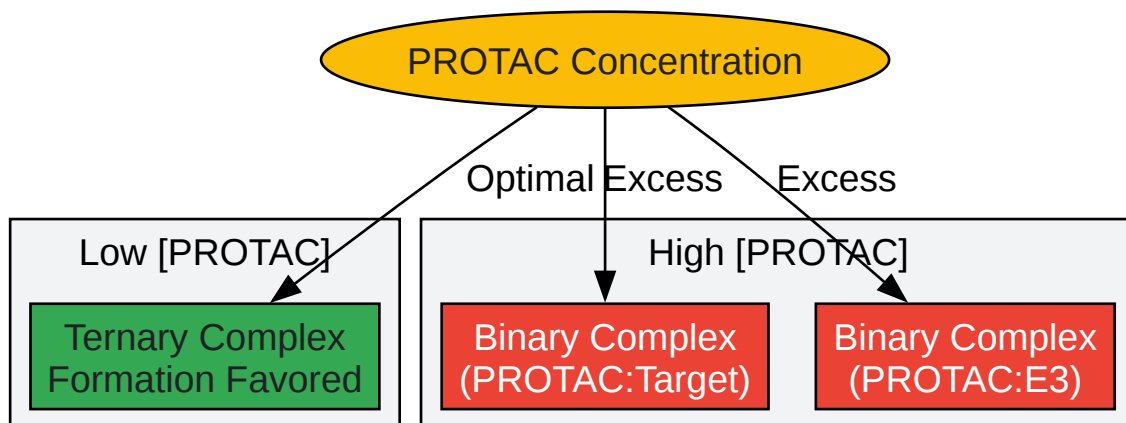 PROTAC Concentration
Optimal
Excess
Excess
Low [PROTAC]
High [PROTAC]
Ternary Complex
Formation Favored
Binary Complex
(PROTAC:Target)
Binary Complex
(PROTAC:E3)